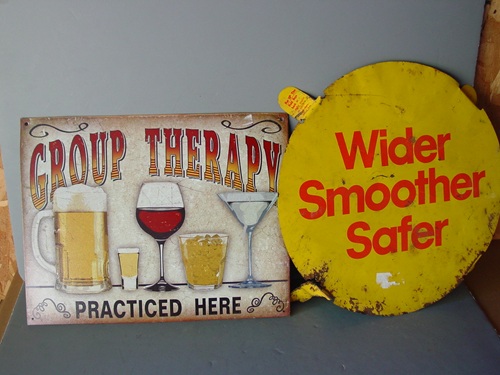 GROUP THERAPY
PRACTICED HERE
Wider
Smoother
Safer